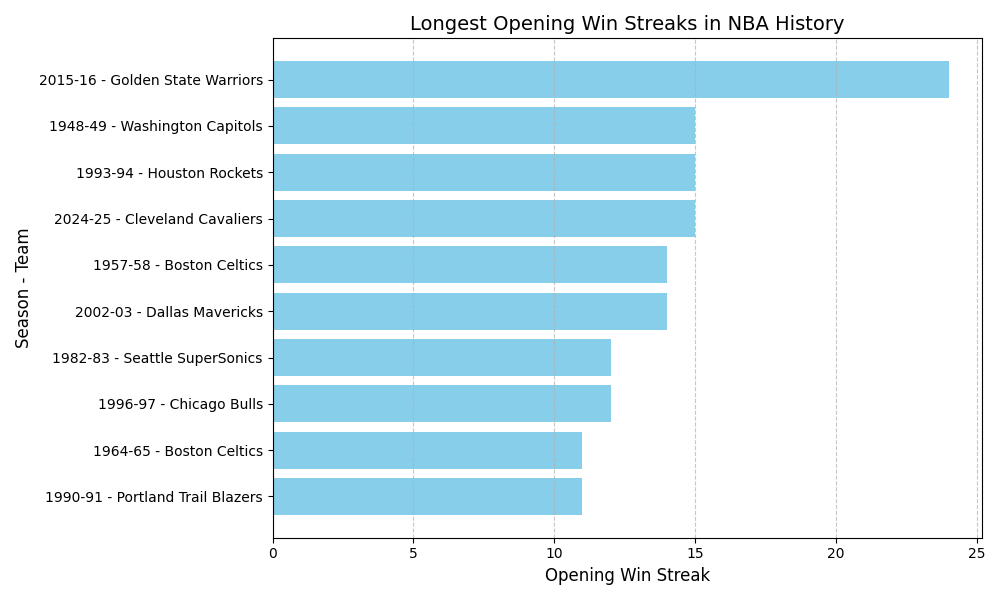 Longest Opening Win Streaks in NBA History
Season - Team
2015-16 - Golden State Warriors
1948-49 - Washington Capitols
1993-94 - Houston Rockets
2024-25 - Cleveland Cavaliers
1957-58 - Boston Celtics
2002-03 - Dallas Mavericks
1982-83 - Seattle SuperSonics
1996-97 - Chicago Bulls
1964-65 - Boston Celtics
1990-91 - Portland Trail Blazers
0 5 10 15 20 25
Opening Win Streak